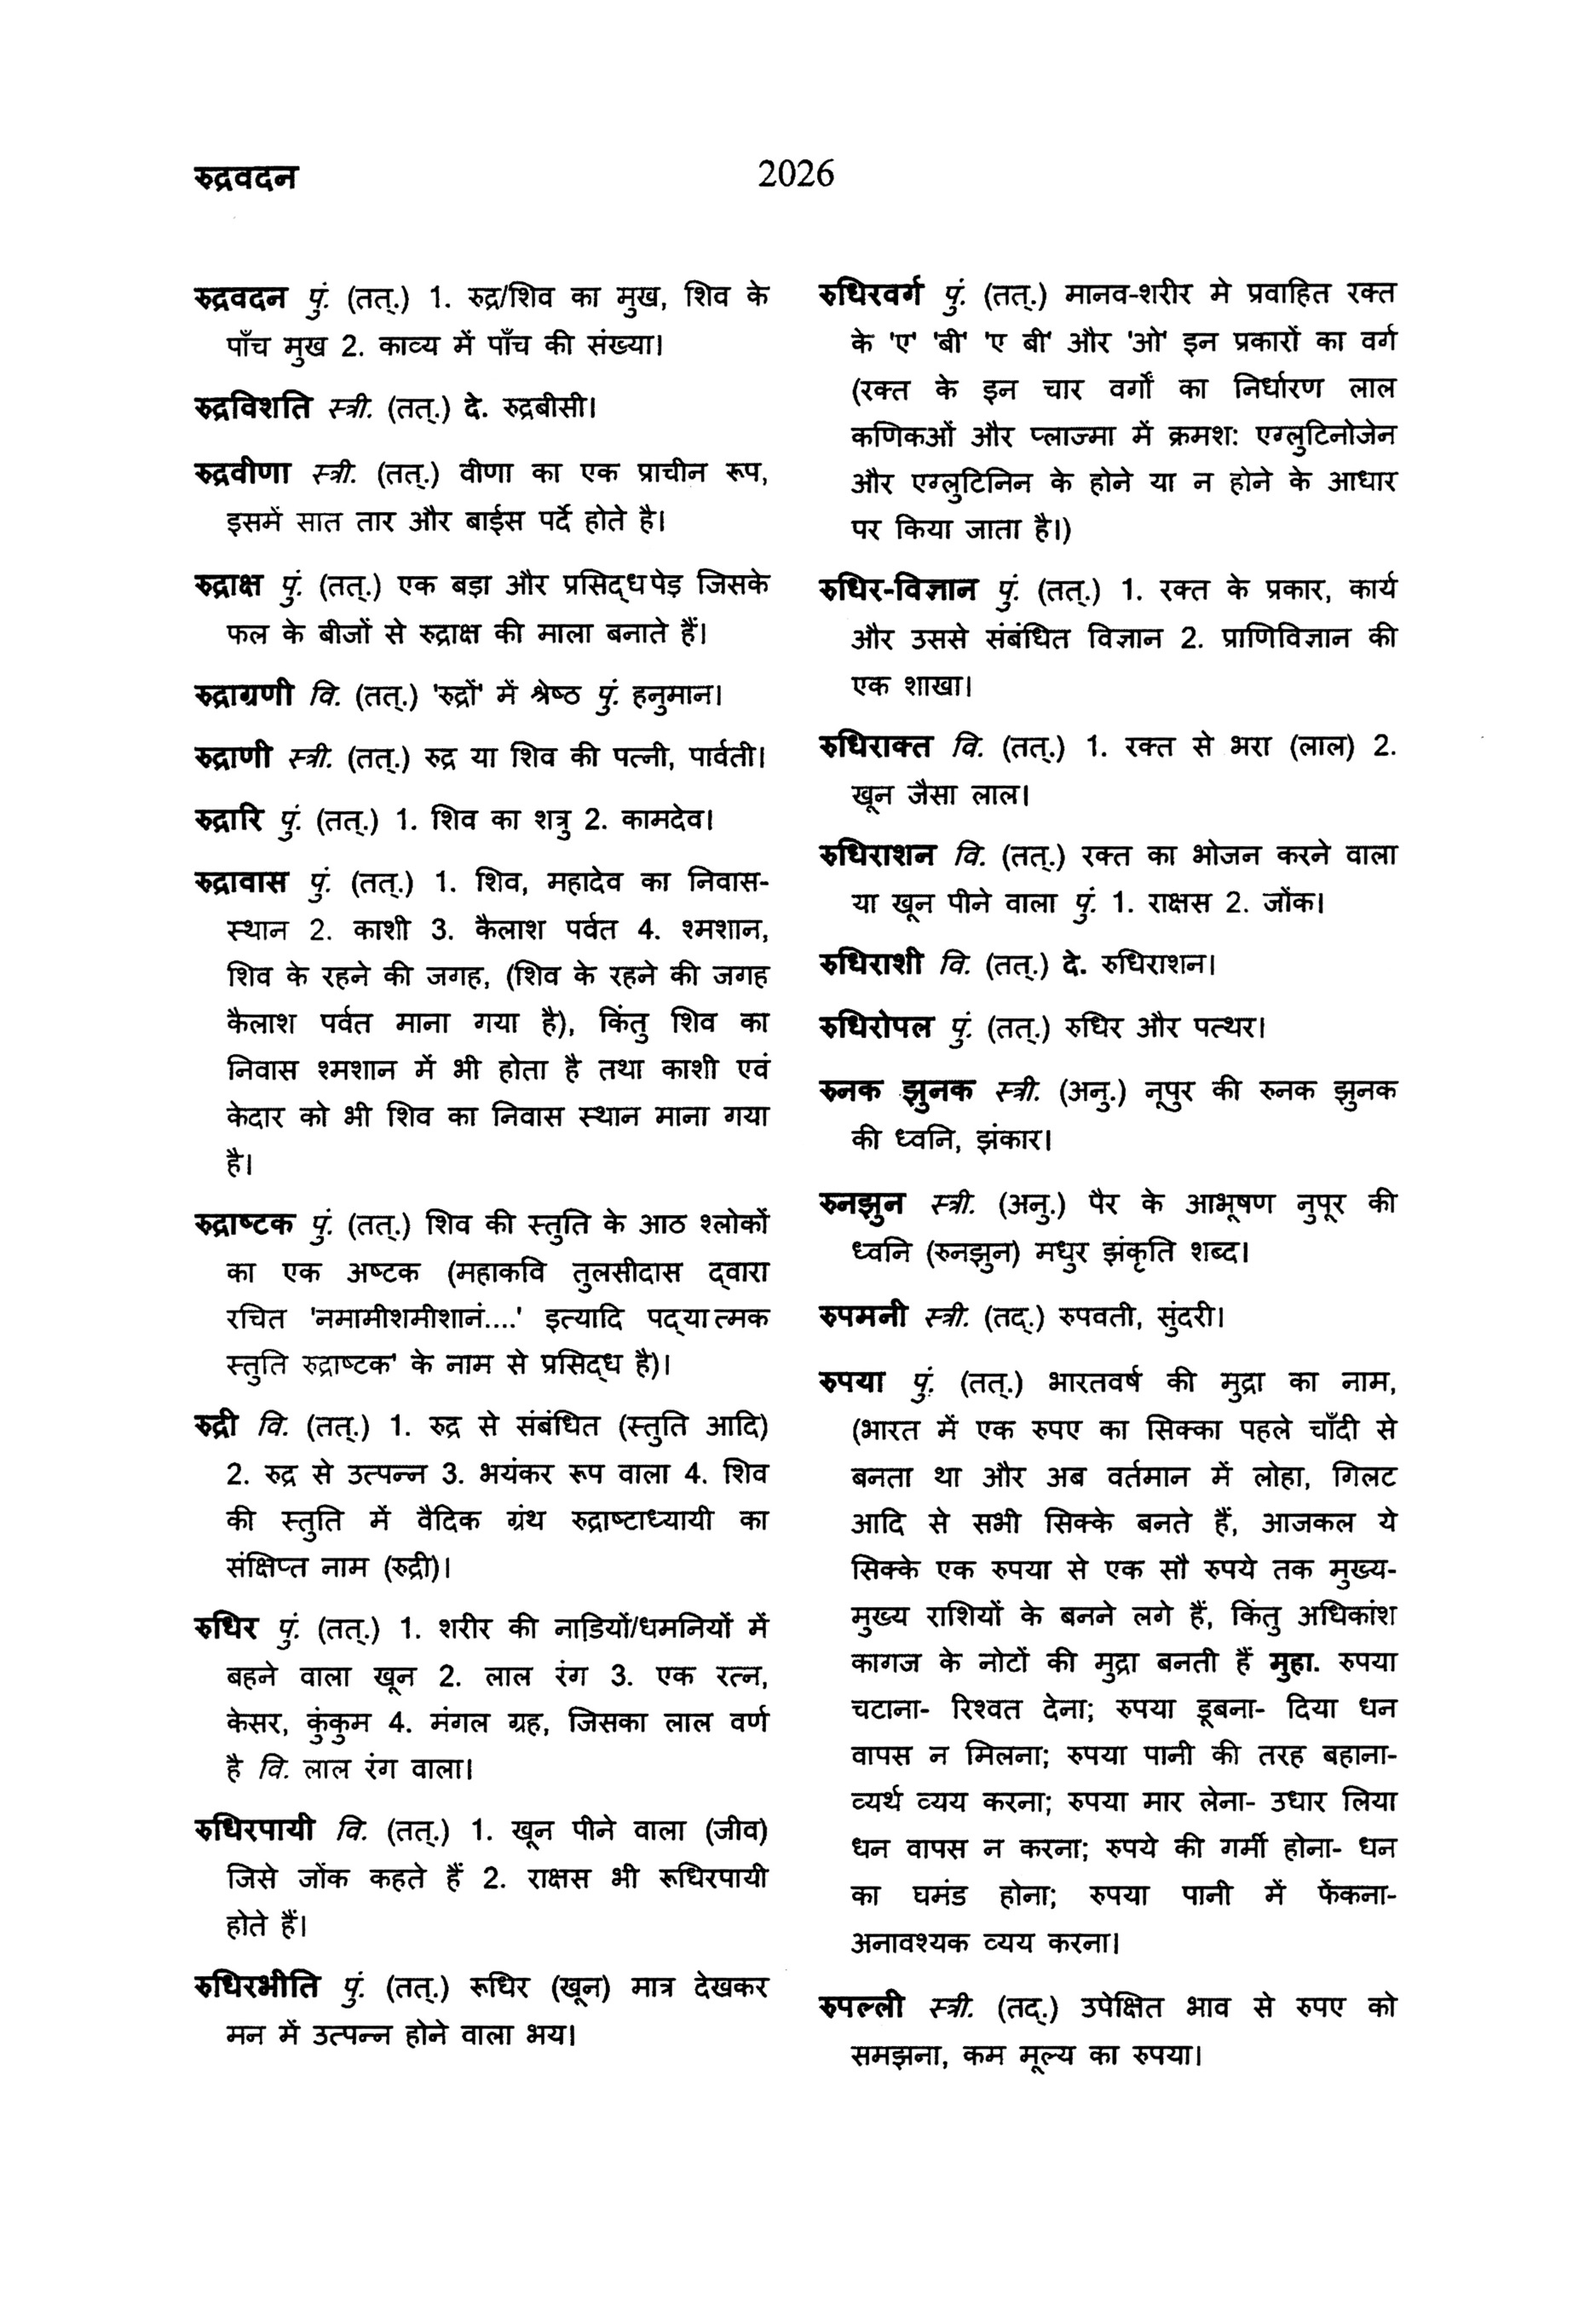 रुद्रवदन
2026
रुद्रवदन पुं. (तत्.) 1. रुद्र/शिव का मुख, शिव के
पाँच मुख 2. काव्य में पाँच की संख्या।
रुद्रविशति स्त्री. (तत्.) दे. रुद्रबीसी।
रुद्रवीणा स्त्री. (तत्.) वीणा का एक प्राचीन रूप,
इसमें सात तार और बाईस पर्दे होते है।
रुद्राक्ष पुं. (तत्.) एक बड़ा और प्रसिद्ध पेड़ जिसके
फल के बीजों से रुद्राक्ष की माला बनाते हैं।
रुद्राग्रणी वि. (तत्.) 'रुद्रों' में श्रेष्ठ पुं. हनुमान।
रुद्राणी स्त्री. (तत्.) रुद्र या शिव की पत्नी, पार्वती।
रुद्रारि पुं. (तत्.) 1. शिव का शत्रु 2. कामदेव।
रुद्रावास पुं. (तत्.) 1. शिव, महादेव का निवास-
स्थान 2. काशी 3. कैलाश पर्वत 4. श्मशान,
शिव के रहने की जगह, (शिव के रहने की जगह
कैलाश पर्वत माना गया है), किंतु शिव का
निवास श्मशान में भी होता है तथा काशी एवं
केदार को भी शिव का निवास स्थान माना गया
है।
रुद्राष्टक पुं. (तत्.) शिव की स्तुति के आठ श्लोकों
का एक अष्टक (महाकवि तुलसीदास द्वारा
रचित 'नमामीशमीशानं....' इत्यादि पद्यात्मक
स्तुति रुद्राष्टक' के नाम से प्रसिद्ध है)।
रुद्री वि. (तत्.) 1. रुद्र से संबंधित (स्तुति आदि)
2. रुद्र से उत्पन्न 3. भयंकर रूप वाला 4. शिव
की स्तुति में वैदिक ग्रंथ रुद्राष्टाध्यायी का
संक्षिप्त नाम (रुद्री)।
रुधिर पुं. (तत्.) 1. शरीर की नाडि़यों/धमनियों में
बहने वाला खून 2. लाल रंग 3. एक रत्न,
केसर, कुंकुम 4. मंगल ग्रह, जिसका लाल वर्ण
है वि. लाल रंग वाला।
रुधिरपायी वि. (तत्.) 1. खून पीने वाला (जीव)
जिसे जोंक कहते हैं 2. राक्षस भी रूधिरपायी
होते हैं।
रुधिरभीति पुं. (तत्.) रूधिर (खून) मात्र देखकर
मन में उत्पन्न होने वाला भय।
रुधिरवर्ग पुं. (तत्.) मानव-शरीर मे प्रवाहित रक्त
के 'ए' 'बी' 'ए बी' और 'ओ' इन प्रकारों का वर्ग
(रक्त के इन चार वर्गों का निर्धारण लाल
कणिकओं और प्लाज्मा में क्रमश: एग्लुटिनोजेन
और एग्लुटिनिन के होने या न होने के आधार
पर किया जाता है।)
रुधिर-विज्ञान पुं. (तत्.) 1. रक्त के प्रकार, कार्य
और उससे संबंधित विज्ञान 2. प्राणिविज्ञान की
एक शाखा।
रुधिराक्त वि. (तत्.) 1. रक्त से भरा (लाल) 2.
खून जैसा लाल।
रुधिराशन वि. (तत्.) रक्त का भोजन करने वाला
या खून पीने वाला पुं. 1. राक्षस 2. जोंक।
रुधिराशी वि. (तत्.) दे. रुधिराशन।
रुधिरोपल पुं. (तत्.) रुधिर और पत्थर।
रुनक झुनक स्त्री. (अनु.) नूपुर की रुनक झुनक
की ध्वनि, झंकार।
रुनझुन स्त्री. (अनु.) पैर के आभूषण नुपूर की
ध्वनि (रुनझुन) मधुर झंकृति शब्द।
रुपमनी स्त्री. (तद्.) रुपवती, सुंदरी।
रुपया पुं. (तत्.) भारतवर्ष की मुद्रा का नाम,
(भारत में एक रुपए का सिक्का पहले चाँदी से
बनता था और अब वर्तमान में लोहा, गिलट
आदि से सभी सिक्के बनते हैं, आजकल ये
सिक्के एक रुपया से एक सौ रुपये तक मुख्य-
मुख्य राशियों के बनने लगे हैं, किंतु अधिकांश
कागज के नोटों की मुद्रा बनती हैं मुहा. रुपया
चटाना- रिश्वत देना; रुपया डूबना- दिया धन
वापस न मिलना; रुपया पानी की तरह बहाना-
व्यर्थ व्यय करना; रुपया मार लेना- उधार लिया
धन वापस न करना; रुपये की गर्मी होना- धन
का घमंड होना; रुपया पानी में फेंकना-
अनावश्यक व्यय करना।
रुपल्ली स्त्री. (तद्.) उपेक्षित भाव से रुपए को
समझना, कम मूल्य का रुपया।